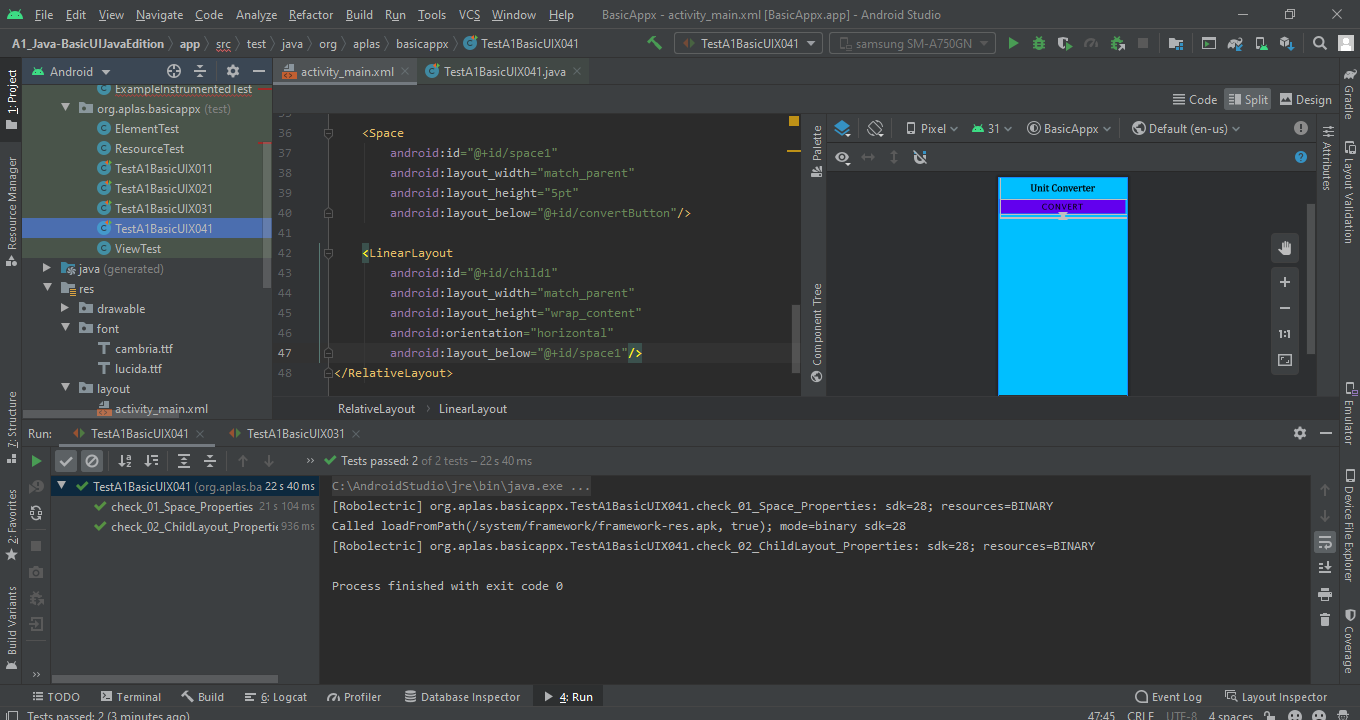 File Edit View Navigate Code Analyze Refactor Build Run Tools VCS Window Help BasicAppx - activity_main.xml [BasicAppx.app] - Android Studio
A1_Java-BasicUIJavaEdition app src test java org aplas basicappx TestA1BasicUIX041 TestA1BasicUIX041 samsung SM-A750GN
1: Project
Resource Manager
7: Structure
2: Favorites
Build Variants
Android
ExampleInstrumentedTest
org.aplas.basicappx (test)
ElementTest
ResourceTest
TestA1BasicUIX011
TestA1BasicUIX021
TestA1BasicUIX031
TestA1BasicUIX041
ViewTest
java (generated)
res
drawable
font
cambria.ttf
lucida.ttf
layout
activity_main.xml
activity_main.xml TestA1BasicUIX041.java
Code Split Design
35
36 <Space
37 android:id="@+id/space1"
38 android:layout_width="match_parent"
39 android:layout_height="5pt"
40 android:layout_below="@+id/convertButton"/>
41
42 <LinearLayout
43 android:id="@+id/child1"
44 android:layout_width="match_parent"
45 android:layout_height="wrap_content"
46 android:orientation="horizontal"
47 android:layout_below="@+id/space1"/>
48 </RelativeLayout>
RelativeLayout LinearLayout
Palette
Component Tree
Pixel 31 BasicAppx Default (en-us)
Unit Converter
CONVERT
1:1
Attributes
Gradle
Layout Validation
Emulator
Device File Explorer
Coverage
Run: TestA1BasicUIX041 TestA1BasicUIX031
Tests passed: 2 of 2 tests – 22 s 40 ms
TestA1BasicUIX041 (org.aplas.ba 22 s 40 ms
check_01_Space_Properties 21 s 104 ms
check_02_ChildLayout_Propertie 936 ms
C:\AndroidStudio\jre\bin\java.exe ...
[Robolectric] org.aplas.basicappx.TestA1BasicUIX041.check_01_Space_Properties: sdk=28; resources=BINARY
Called loadFromPath(/system/framework/framework-res.apk, true); mode=binary sdk=28
[Robolectric] org.aplas.basicappx.TestA1BasicUIX041.check_02_ChildLayout_Properties: sdk=28; resources=BINARY
Process finished with exit code 0
TODO Terminal Build 6: Logcat Profiler Database Inspector 4: Run Event Log Layout Inspector
Tests passed: 2 (3 minutes ago) 47:45 CRLF UTF-8 4 spaces